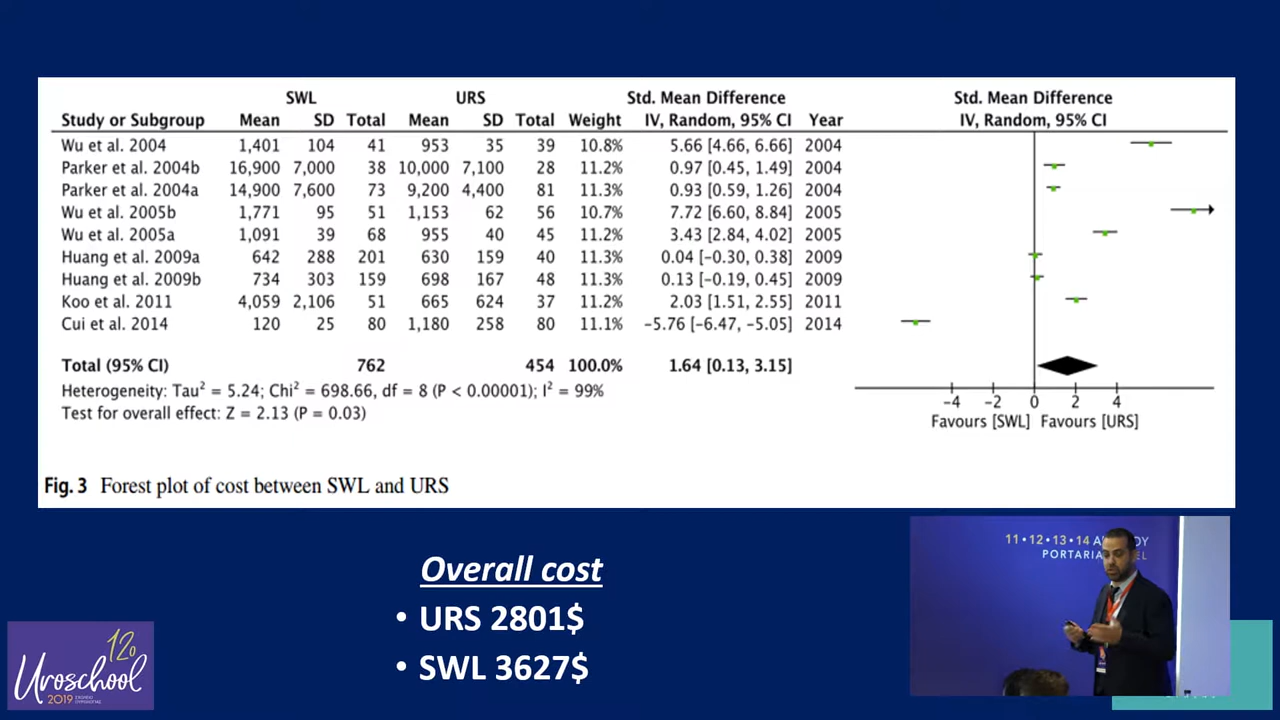 SWL URS Std. Mean Difference Std. Mean Difference
Study or Subgroup Mean SD Total Mean SD Total Weight IV, Random, 95% CI Year IV, Random, 95% CI
Wu et al. 2004 1,401 104 41 953 35 39 10.8% 5.66 [4.66, 6.66] 2004
Parker et al. 2004b 16,900 7,000 38 10,000 7,100 28 11.2% 0.97 [0.45, 1.49] 2004
Parker et al. 2004a 14,900 7,600 73 9,200 4,400 81 11.3% 0.93 [0.59, 1.26] 2004
Wu et al. 2005b 1,771 95 51 1,153 62 56 10.7% 7.72 [6.60, 8.84] 2005
Wu et al. 2005a 1,091 39 68 955 40 45 11.2% 3.43 [2.84, 4.02] 2005
Huang et al. 2009a 642 288 201 630 159 40 11.3% 0.04 [−0.30, 0.38] 2009
Huang et al. 2009b 734 303 159 698 167 48 11.3% 0.13 [−0.19, 0.45] 2009
Koo et al. 2011 4,059 2,106 51 665 624 37 11.2% 2.03 [1.51, 2.55] 2011
Cui et al. 2014 120 25 80 1,180 258 80 11.1% −5.76 [−6.47, −5.05] 2014
Total (95% CI) 762 454 100.0% 1.64 [0.13, 3.15]
Heterogeneity: Tau² = 5.24; Chi² = 698.66, df = 8 (P < 0.00001); I² = 99%
Test for overall effect: Z = 2.13 (P = 0.03)
−4 −2 0 2 4
Favours [SWL] Favours [URS]
Fig. 3 Forest plot of cost between SWL and URS
Overall cost
• URS 2801$
• SWL 3627$
11•12•13•14
PORTARIA
12ο
Uroschool
2019 ΣΧΟΛΕΙΟ
ΟΥΡΟΛΟΓΙΑΣ